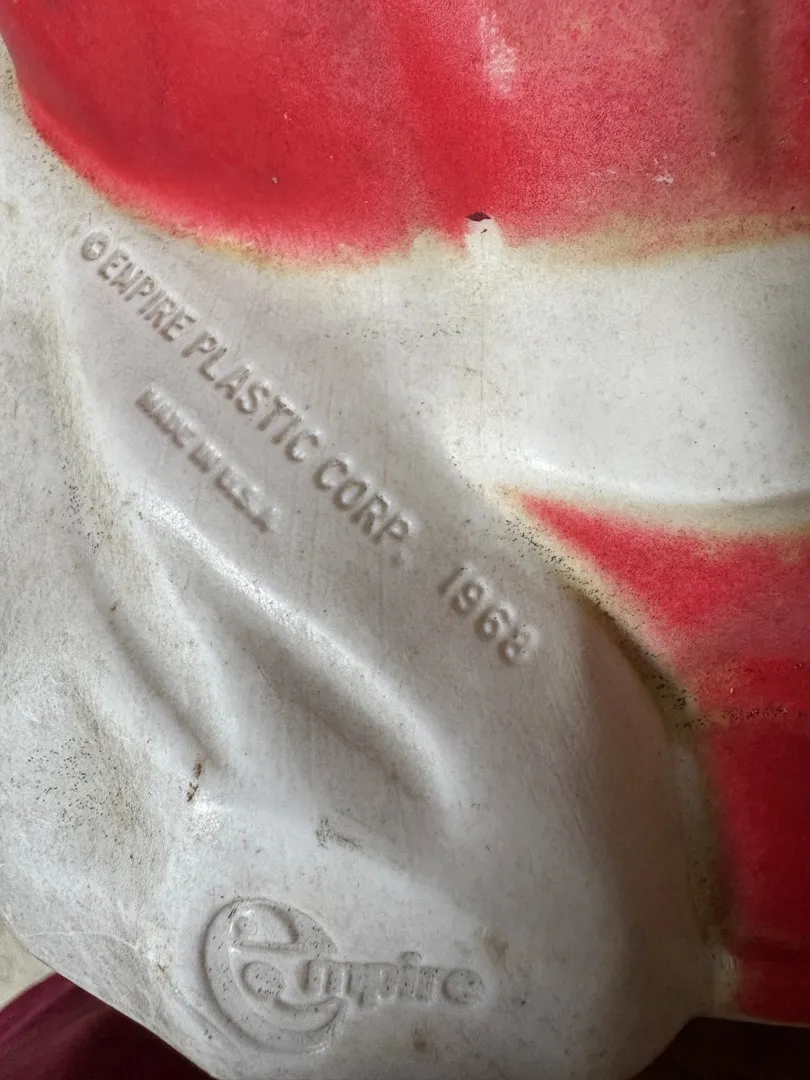 © EMPIRE PLASTIC CORP. 1968
MADE IN U.S.A.
empire